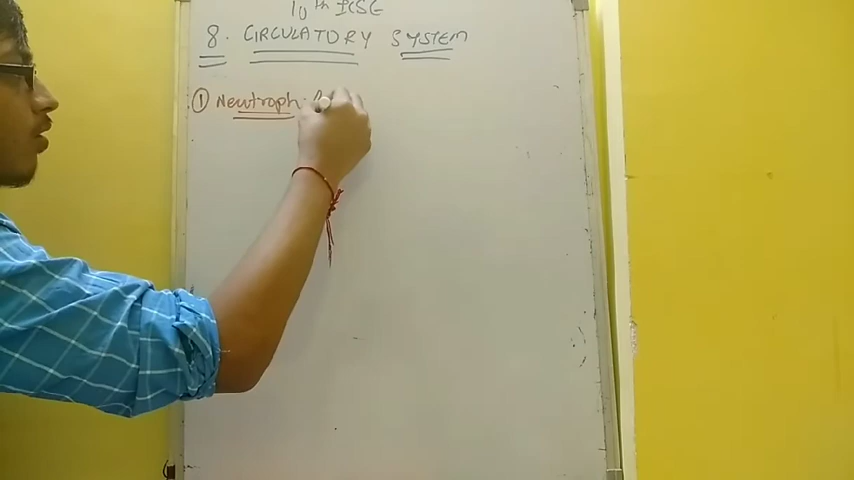 10th ICSE
8. CIRCULATORY SYSTEM
① Neutroph